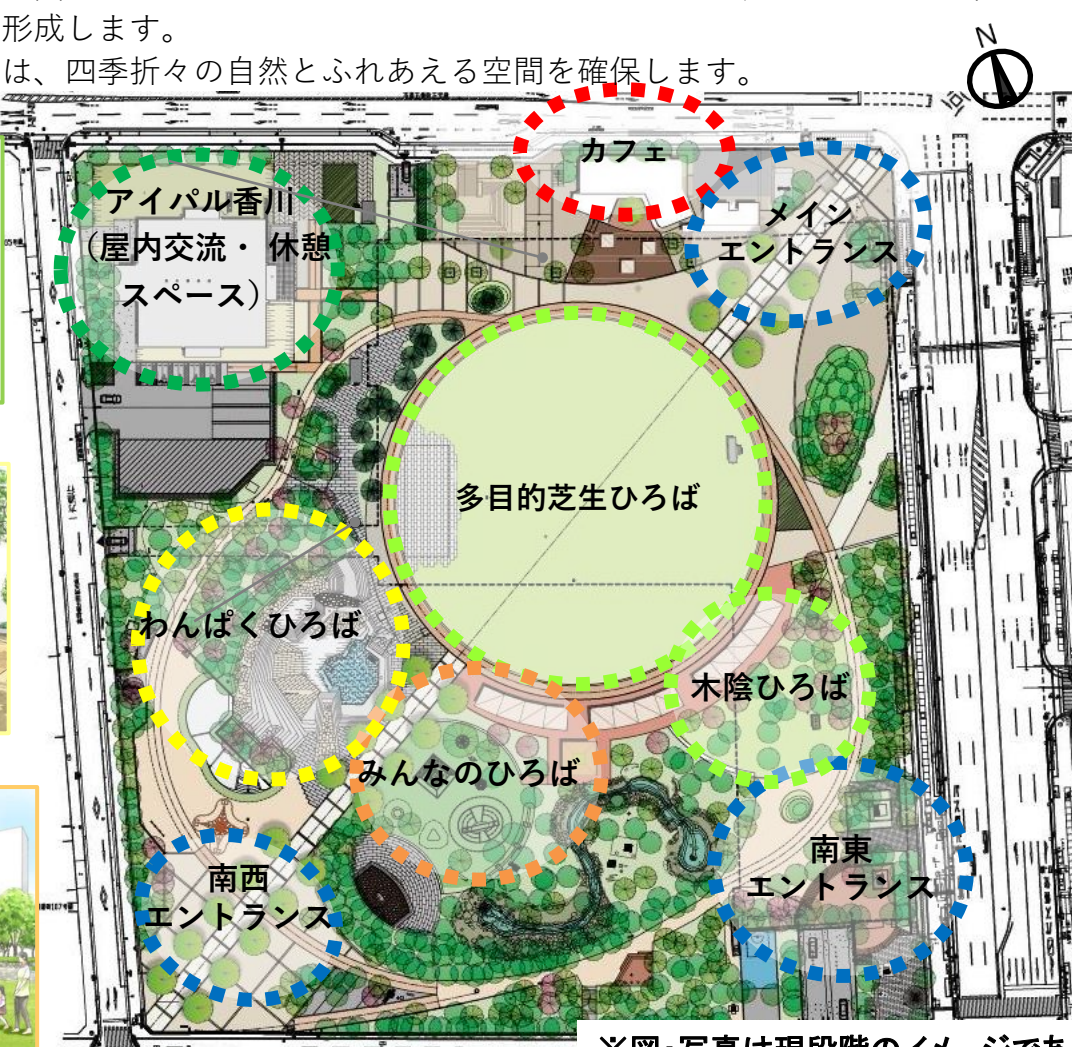 形成します。
は、四季折々の自然とふれあえる空間を確保します。
N
カフェ
アイパル香川
(屋内交流・ 休憩
スペース)
メイン
エントランス
多目的芝生ひろば
わんぱくひろば
木陰ひろば
みんなのひろば
南西
エントランス
南東
エントランス